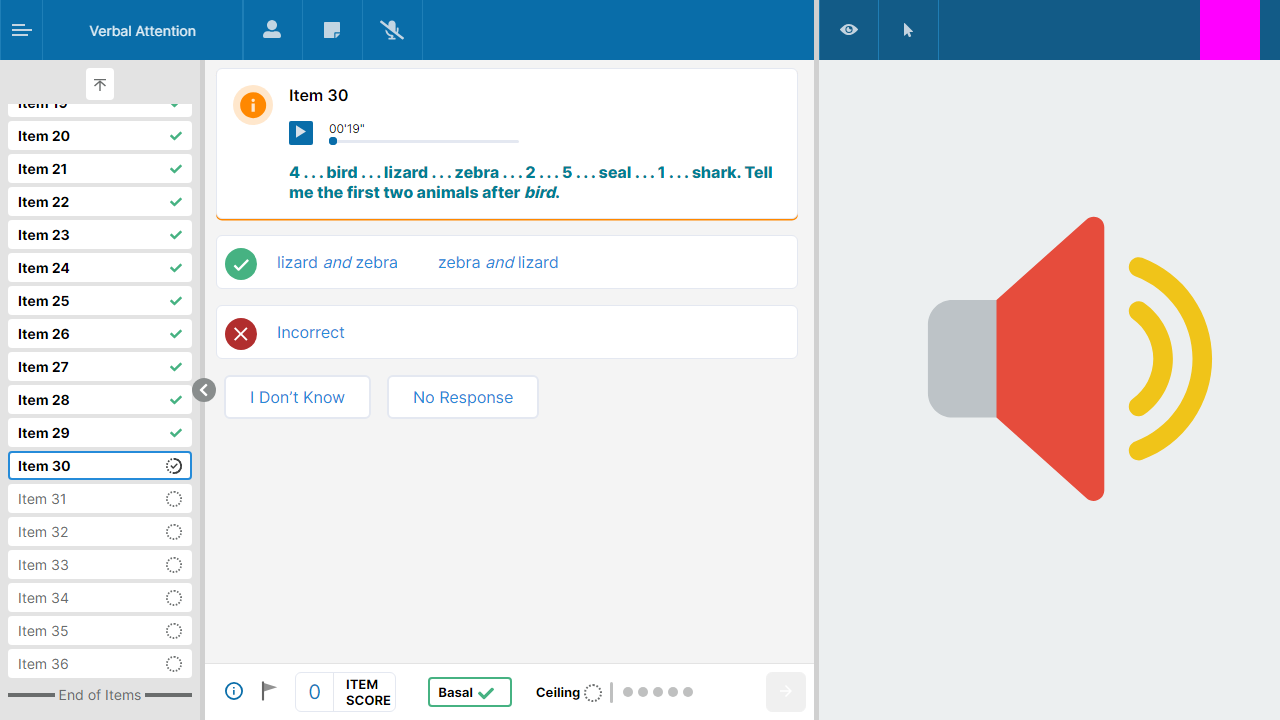 Verbal Attention
Item 19
Item 20
Item 21
Item 22
Item 23
Item 24
Item 25
Item 26
Item 27
Item 28
Item 29
Item 30
Item 31
Item 32
Item 33
Item 34
Item 35
Item 36
End of Items
Item 30
00'19"
4 . . . bird . . . lizard . . . zebra . . . 2 . . . 5 . . . seal . . . 1 . . . shark. Tell
me the first two animals after bird.
lizard and zebra zebra and lizard
Incorrect
I Don't Know No Response
0 ITEM
SCORE
Basal Ceiling